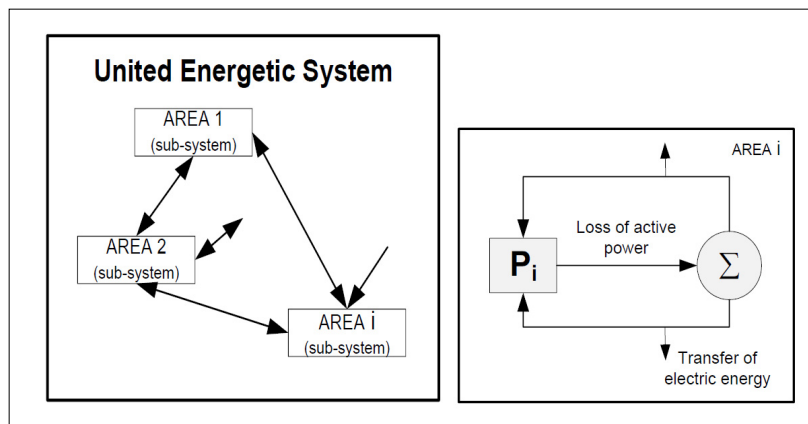 United Energetic System
AREA 1
(sub-system)
AREA 2
(sub-system)
AREA i
(sub-system)
AREA i
Loss of active
power
Pi
Σ
Transfer of
electric energy